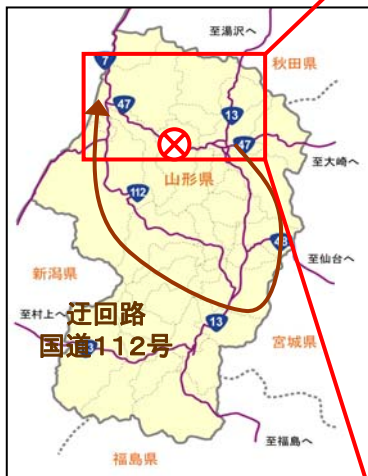 至湯沢へ
7
秋田県
47
13
47
至大崎へ
山形県
112
48
至仙台へ
新潟県
至村上へ
迂回路
13
国道112号
宮城県
至福島へ
福島県